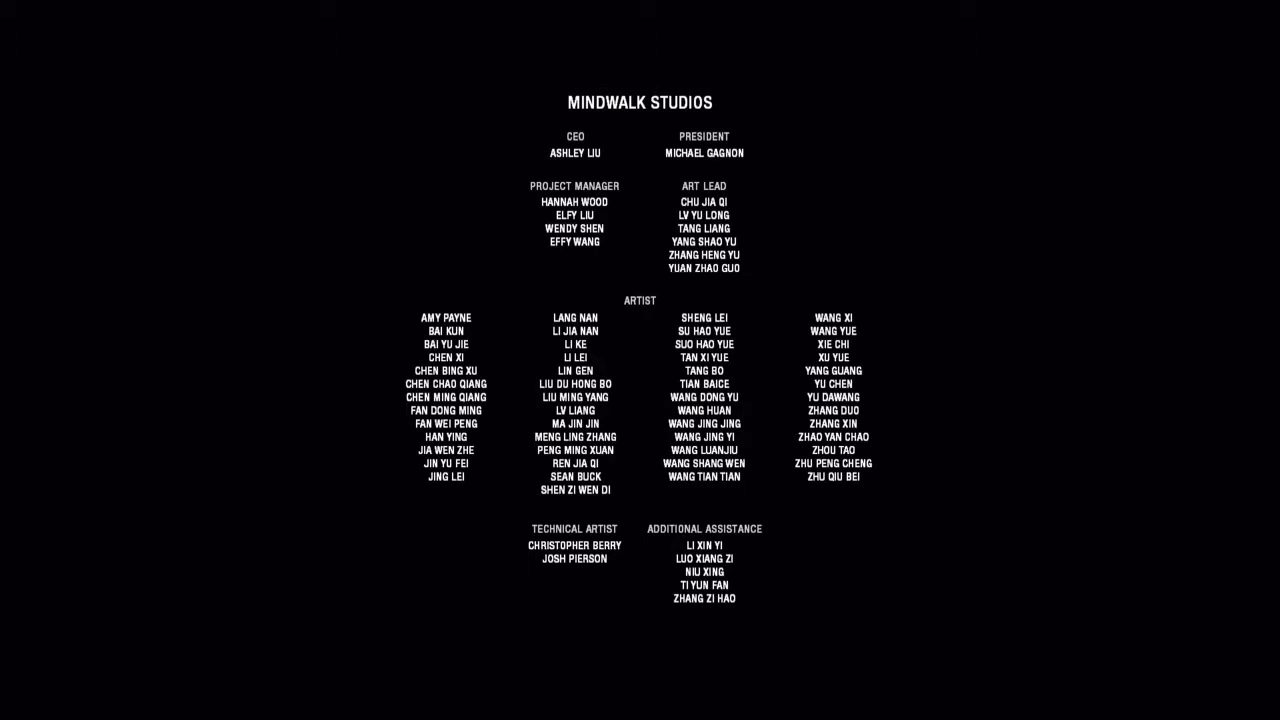 MINDWALK STUDIOS
CEO
ASHLEY LIU
PRESIDENT
MICHAEL GAGNON
PROJECT MANAGER
HANNAH WOOD
ELFY LIU
WENDY SHEN
EFFY WANG
ART LEAD
CHU JIA QI
LV YU LONG
TANG LIANG
YANG SHAO YU
ZHANG HENG YU
YUAN ZHAO GUO
ARTIST
AMY PAYNE
BAI KUN
BAI YU JIE
CHEN XI
CHEN BING XU
CHEN CHAO QIANG
CHEN MING QIANG
FAN DONG MING
FAN WEI PENG
HAN YING
JIA WEN ZHE
JIN YU FEI
JING LEI
LANG NAN
LI JIA NAN
LI KE
LI LEI
LIN GEN
LIU DU HONG BO
LIU MING YANG
LV LIANG
MA JIN JIN
MENG LING ZHANG
PENG MING XUAN
REN JIA QI
SEAN BUCK
SHEN ZI WEN DI
SHENG LEI
SU HAO YUE
SUO HAO YUE
TAN XI YUE
TANG BO
TIAN BAICE
WANG DONG YU
WANG HUAN
WANG JING JING
WANG JING YI
WANG LUANJIU
WANG SHANG WEN
WANG TIAN TIAN
WANG XI
WANG YUE
XIE CHI
XU YUE
YANG GUANG
YU CHEN
YU DAWANG
ZHANG DUO
ZHANG XIN
ZHAO YAN CHAO
ZHOU TAO
ZHU PENG CHENG
ZHU QIU BEI
TECHNICAL ARTIST
CHRISTOPHER BERRY
JOSH PIERSON
ADDITIONAL ASSISTANCE
LI XIN YI
LUO XIANG ZI
NIU XING
TI YUN FAN
ZHANG ZI HAO